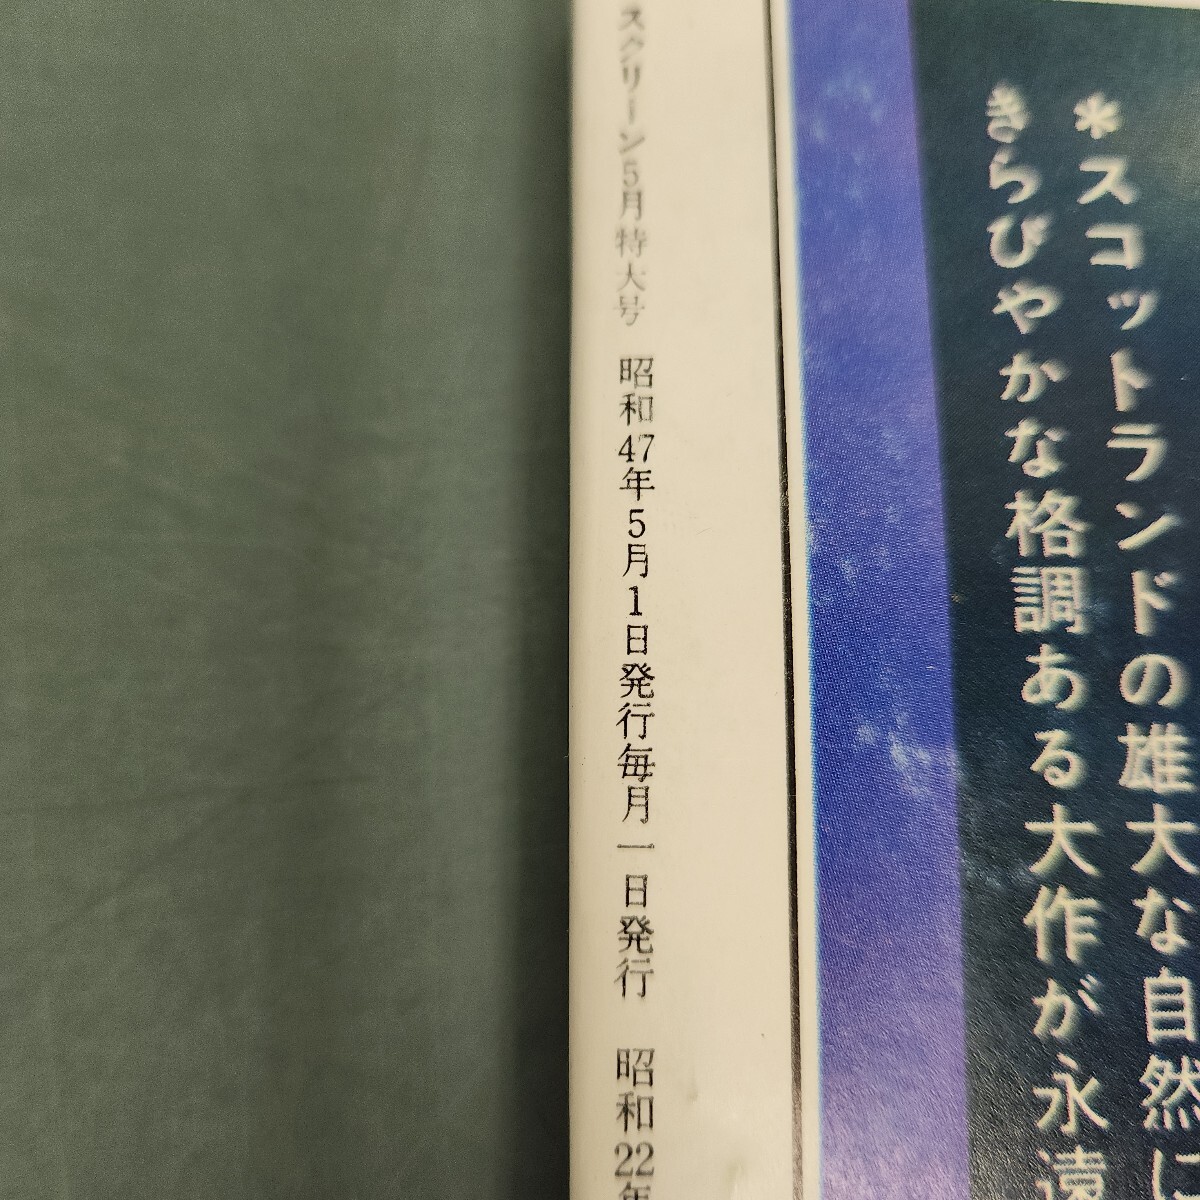 ＊スコットランドの雄大な自然に
きらびやかな格調ある大作が永遠
スクリーン5月特大号 昭和47年5月1日発行毎月一日発行 昭和22年